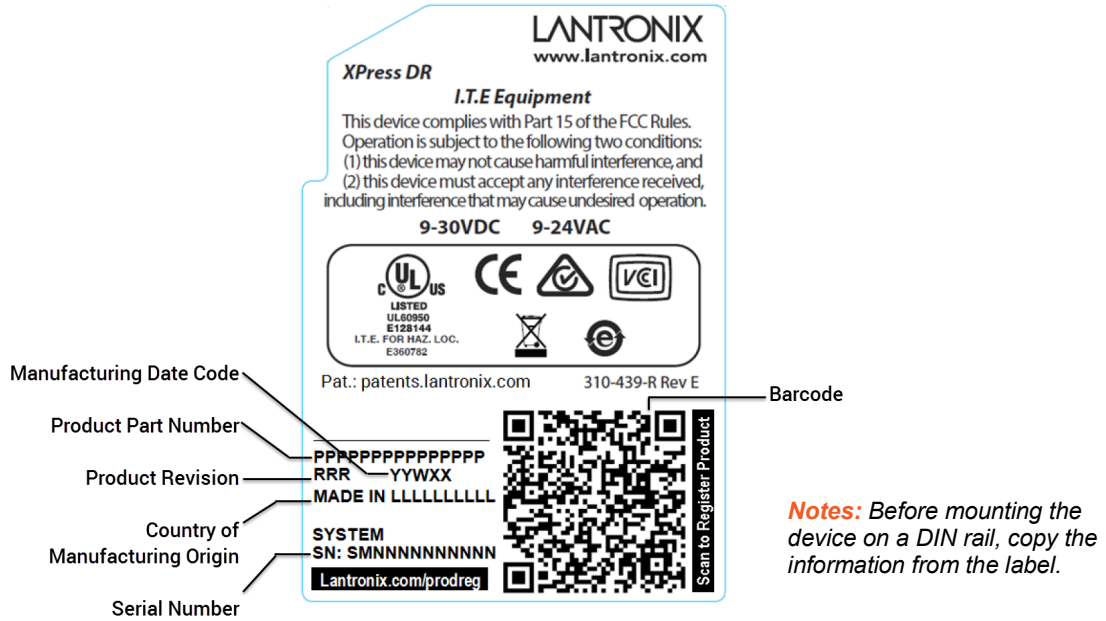 LANTRONIX
www.lantronix.com
XPress DR
I.T.E Equipment
This device complies with Part 15 of the FCC Rules.
Operation is subject to the following two conditions:
(1) this device may not cause harmful interference, and
(2) this device must accept any interference received,
including interference that may cause undesired operation.
9-30VDC 9-24VAC
C UL ® US
LISTED
UL60950
E128144
I.T.E. FOR HAZ. LOC.
E360782
CE
VCI
e
Pat.: patents.lantronix.com 310-439-R Rev E
Manufacturing Date Code
Product Part Number
Product Revision
Country of
Manufacturing Origin
Serial Number
PPPPPPPPPPPPPPP
RRR YYWXX
MADE IN LLLLLLLLLL
SYSTEM
SN: SMNNNNNNNNNNN
Lantronix.com/prodreg
Scan to Register Product
Barcode
Notes: Before mounting the
device on a DIN rail, copy the
information from the label.